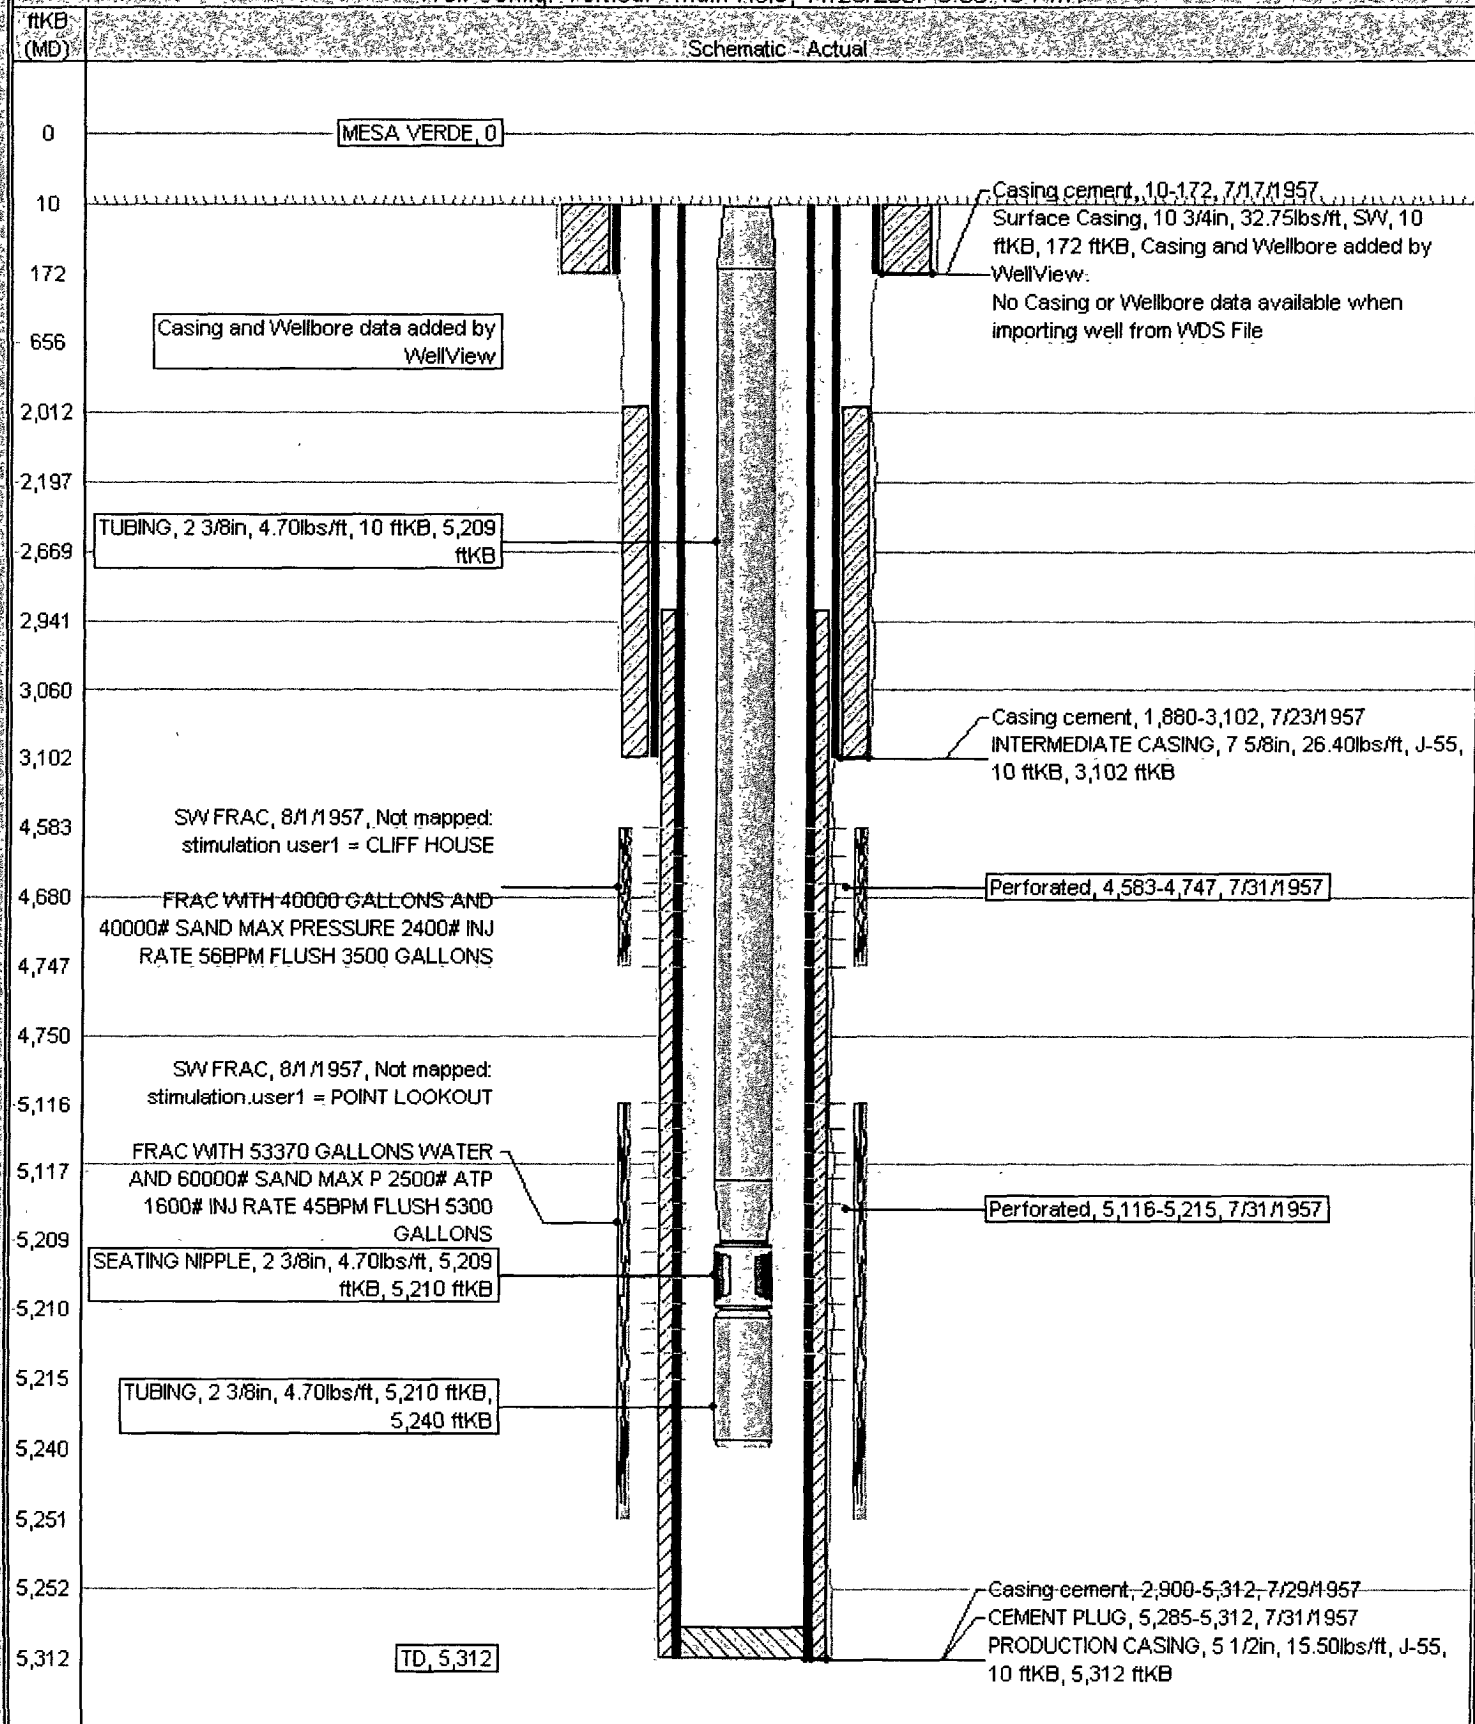 ftKB
(MD)
Schematic - Actual
0
MESA VERDE, 0
10
Casing cement, 10-172, 7/17/1957
Surface Casing, 10 3/4in, 32.75lbs/ft, SW, 10
ftKB, 172 ftKB, Casing and Wellbore added by
WellView.
No Casing or Wellbore data available when
importing well from WDS File
172
656
Casing and Wellbore data added by
WellView
2,012
2,197
TUBING, 2 3/8in, 4.70lbs/ft, 10 ftKB, 5,209
ftKB
2,669
2,941
3,060
Casing cement, 1,880-3,102, 7/23/1957
INTERMEDIATE CASING, 7 5/8in, 26.40lbs/ft, J-55,
10 ftKB, 3,102 ftKB
3,102
SW FRAC, 8/1/1957, Not mapped:
stimulation user1 = CLIFF HOUSE
4,583
FRAC WITH 40000 GALLONS AND
40000# SAND MAX PRESSURE 2400# INJ
RATE 56BPM FLUSH 3500 GALLONS
Perforated, 4,583-4,747, 7/31/1957
4,680
4,747
4,750
SW FRAC, 8/1/1957, Not mapped:
stimulation.user1 = POINT LOOKOUT
5,116
FRAC WITH 53370 GALLONS WATER
AND 60000# SAND MAX P 2500# ATP
1600# INJ RATE 45BPM FLUSH 5300
GALLONS
5,117
Perforated, 5,116-5,215, 7/31/1957
5,209
SEATING NIPPLE, 2 3/8in, 4.70lbs/ft, 5,209
ftKB, 5,210 ftKB
5,210
5,215
TUBING, 2 3/8in, 4.70lbs/ft, 5,210 ftKB,
5,240 ftKB
5,240
5,251
5,252
Casing cement, 2,900-5,312, 7/29/1957
CEMENT PLUG, 5,285-5,312, 7/31/1957
PRODUCTION CASING, 5 1/2in, 15.50lbs/ft, J-55,
10 ftKB, 5,312 ftKB
5,312
TD, 5,312